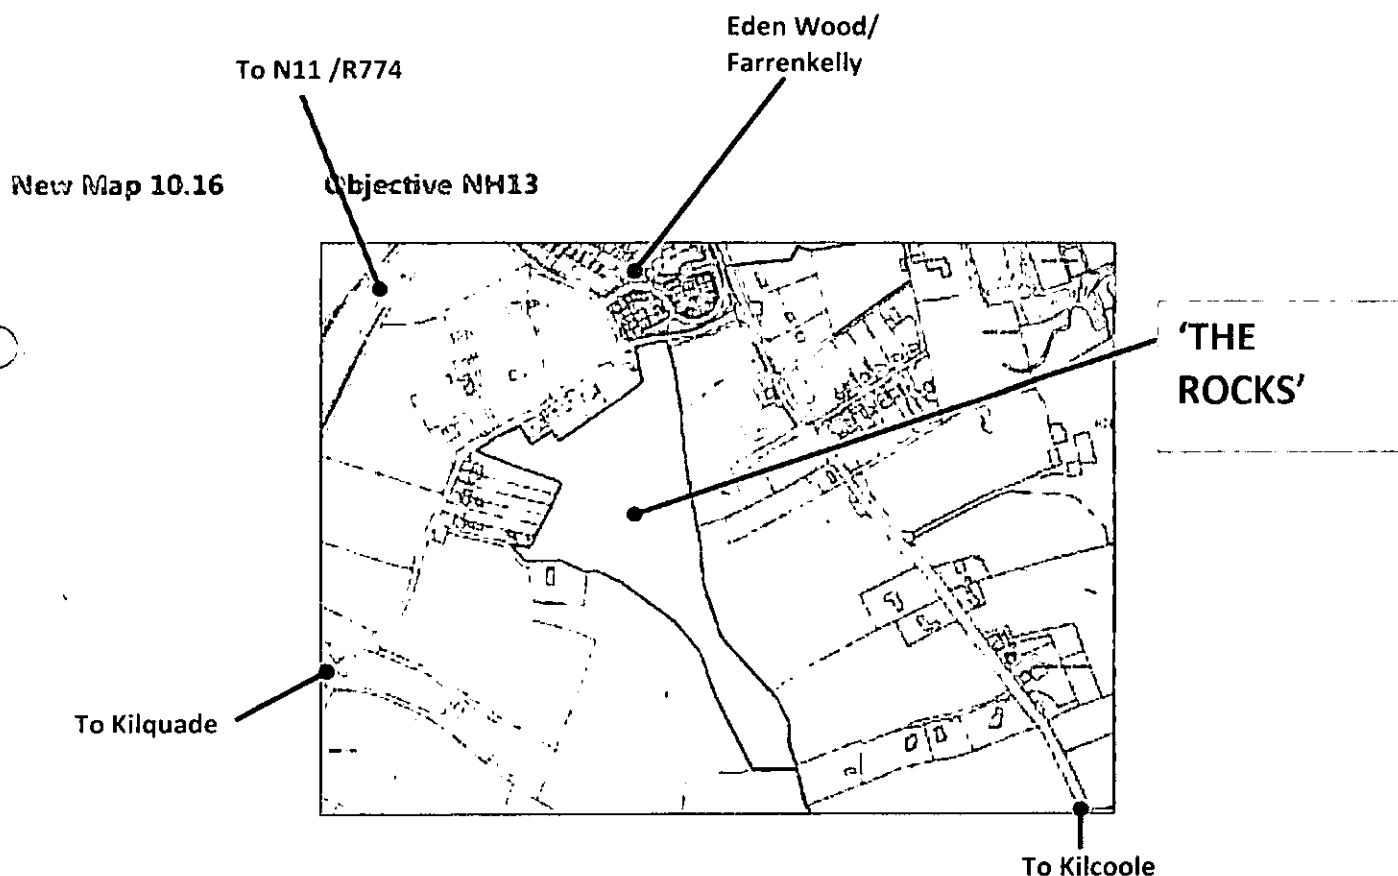 Eden Wood/
Farrenkelly
To N11 /R774
New Map 10.16 Objective NH13
‘THE
ROCKS’
To Kilquade
To Kilcoole